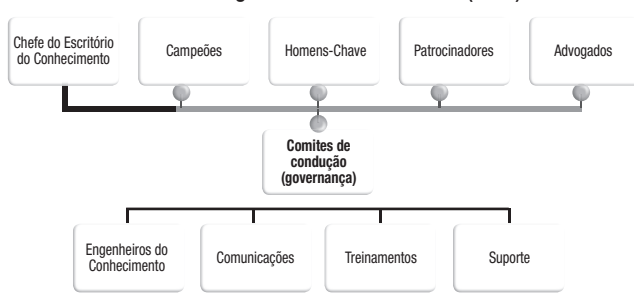 Chefe do Escritório
do Conhecimento
Campeões
Homens-Chave
Patrocinadores
Advogados
Comites de
condução
(governança)
Engenheiros do
Conhecimento
Comunicações
Treinamentos
Suporte